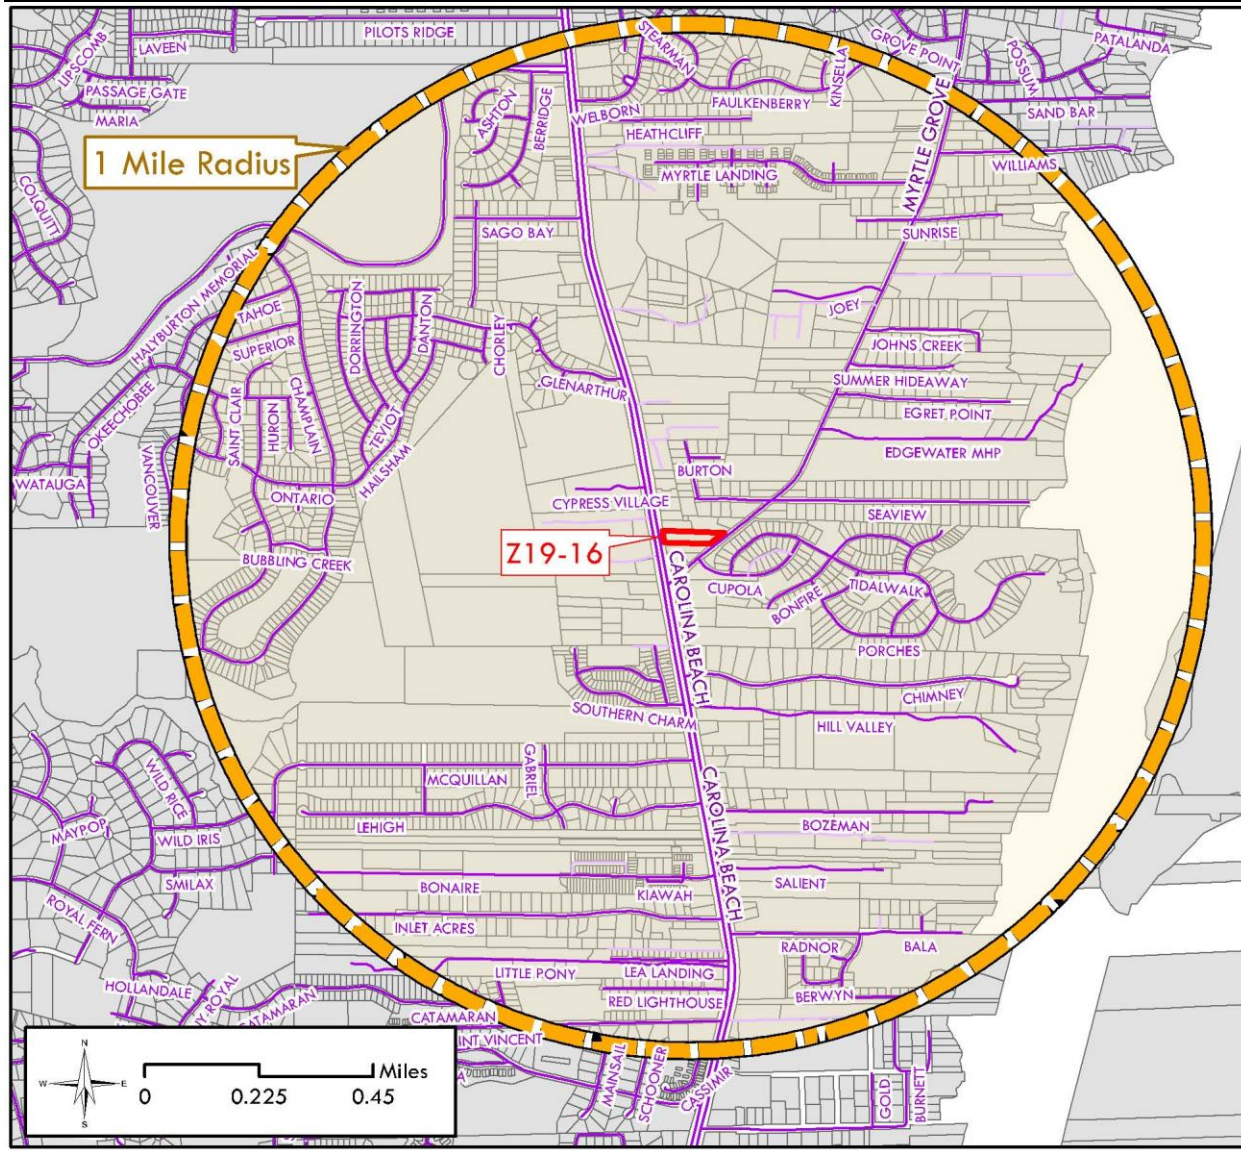 PILOTS RIDGE
LAVEEN
LIPSCOMB
PASSAGE GATE
MARIA
STEARMAN
GROVE POINT
PATALANDA
POSSUM
KINSELLA
FAULKENBERRY
SAND BAR
WELBORN
ASHTON
BERRIDGE
HEATHCLIFF
MYRTLE GROVE
1 Mile Radius
WILLIAMS
MYRTLE LANDING
COLQUITT
SAGO BAY
SUNRISE
HALYBURTON MEMORIAL
TAHOE
DORRINGTON
DANTON
CHORLEY
JOEY
SUPERIOR
JOHNS CREEK
GLENARTHUR
SUMMER HIDEAWAY
OKEECHOBEE
SAINT CLAIR
HURON
CHAMPLAIN
TEVIOT
EGRET POINT
HAILSHAM
EDGEWATER MHP
VANCOUVER
BURTON
WATAUGA
ONTARIO
CYPRESS VILLAGE
SEAVIEW
Z19-16
BUBBLING CREEK
CAROLINA BEACH
CUPOLA
BONFIRE
TIDALWALK
PORCHES
CHIMNEY
SOUTHERN CHARM
HILL VALLEY
WILD RICE
MCQUILLAN
GABRIEL
CAROLINA BEACH
MAYPOP
LEHIGH
BOZEMAN
WILD IRIS
SMILAX
BONAIRE
KIAWAH
SALIENT
ROYAL FERN
INLET ACRES
RADNOR
BALA
LITTLE PONY
LEA LANDING
HOLLANDALE
Y ROYAL
CATAMARAN
RED LIGHTHOUSE
BERWYN
CATAMARAN
INT VINCENT
MAINSAIL
SCHOONER
CASSIMIR
GOLD
BURNETT
A
N
W
E
S
Miles
0
0.225
0.45